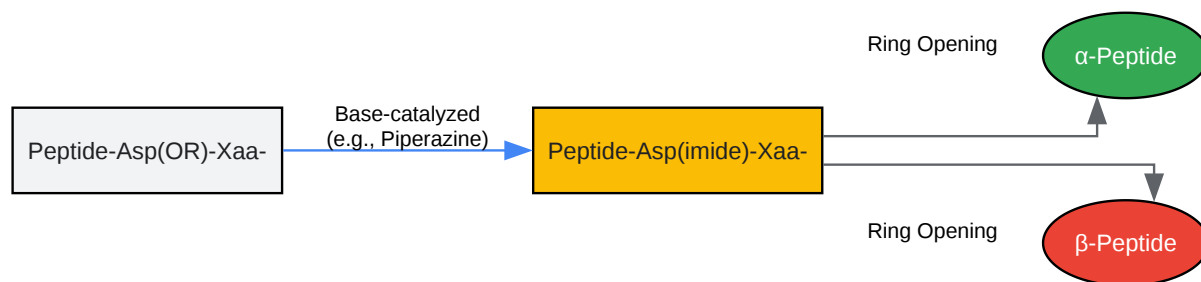 Peptide-Asp(OR)-Xaa-
Base-catalyzed
(e.g., Piperazine)
Peptide-Asp(imide)-Xaa-
Ring Opening
α-Peptide
Ring Opening
β-Peptide